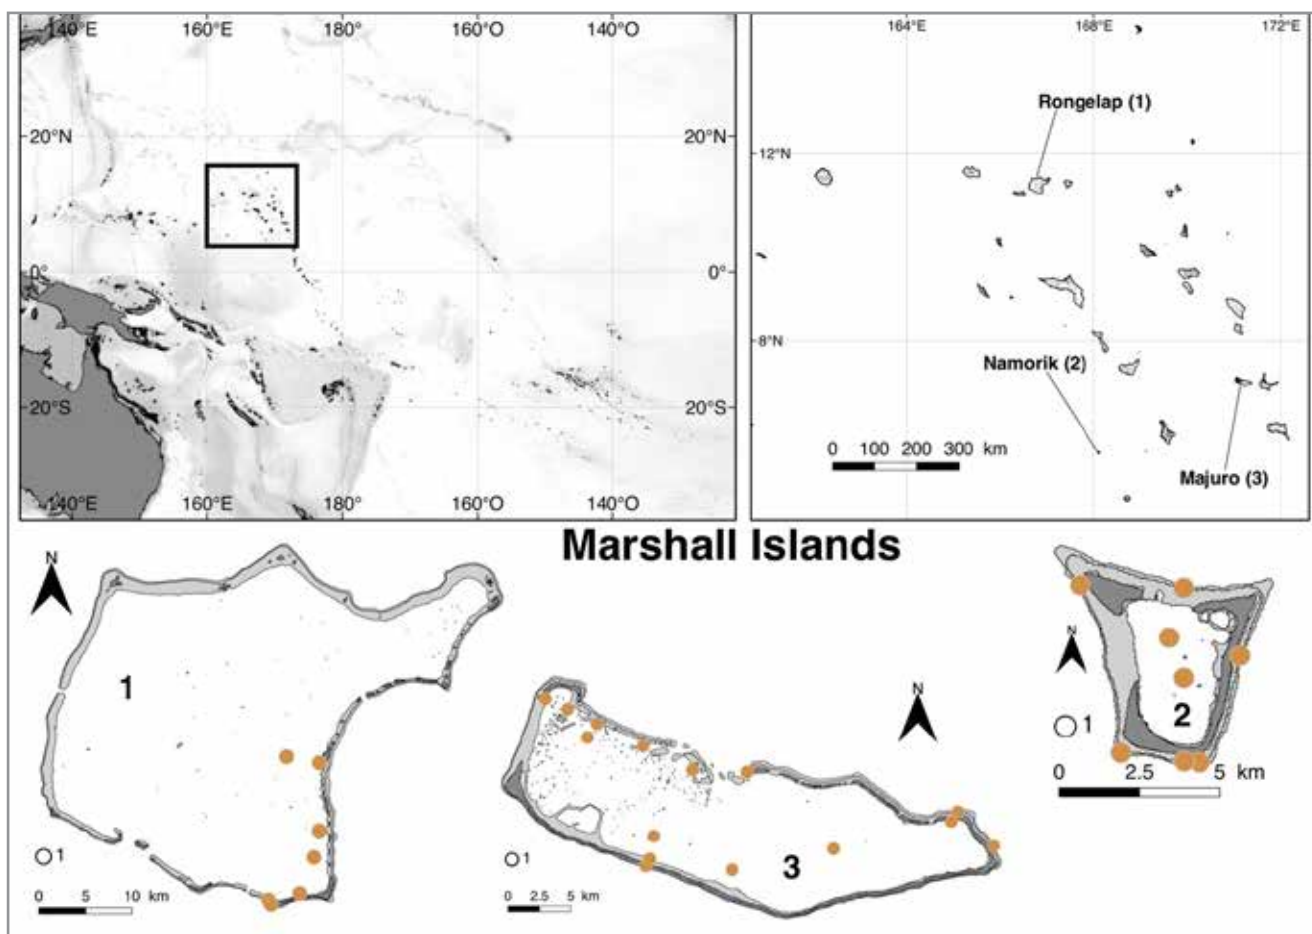 140°E 160°E 180° 160°O 140°O
20°N 20°N
0° 0°
20°S 20°S
140°E 160°E 180° 160°O 140°O
164°E 168°E 172°E
Rongelap (1)
12°N
8°N
Namorik (2)
0 100 200 300 km
Majuro (3)
Marshall Islands
N
1
1
0 5 10 km
N
3
1
0 2.5 5 km
N
2
1
0 2.5 5 km